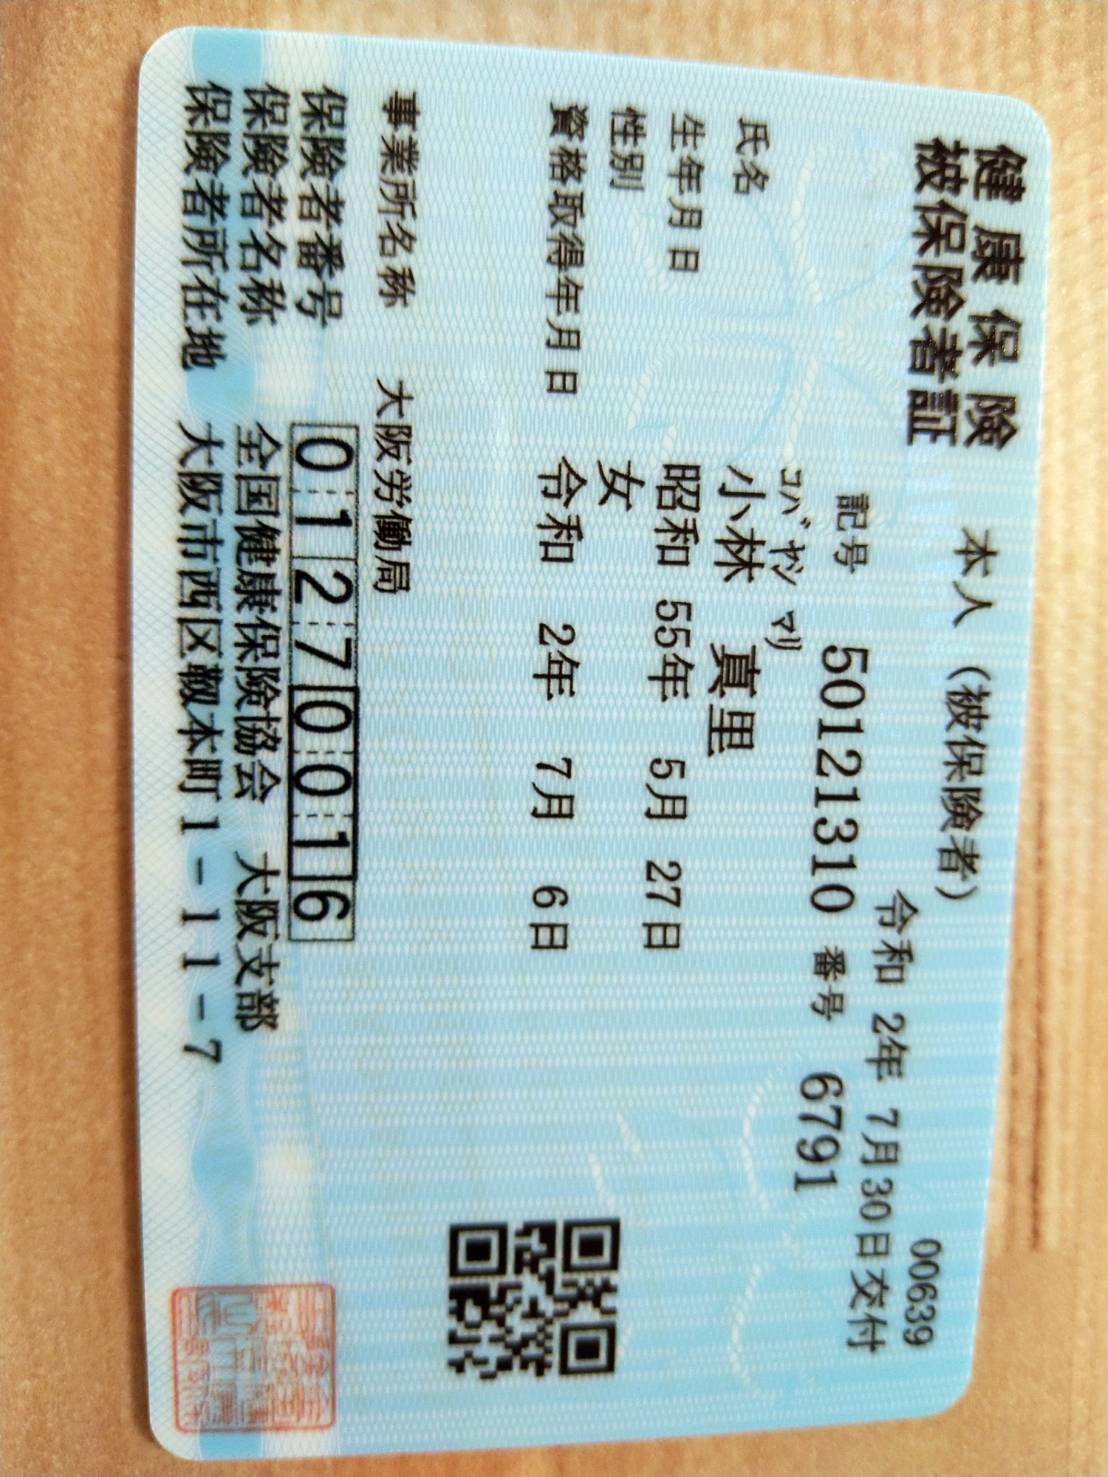 健康保険
被保険者証
本人（被保険者）
00639
令和 2年 7月30日交付
記号 50121310 番号 6791
ｺﾊﾞﾔｼ ﾏﾘ
氏名 小林 真里
生年月日 昭和 55年 5月 27日
性別 女
資格取得年月日 令和 2年 7月 6日
事業所名称 大阪労働局
保険者番号 01270016
保険者名称 全国健康保険協会 大阪支部
保険者所在地 大阪市西区靱本町1-11-7